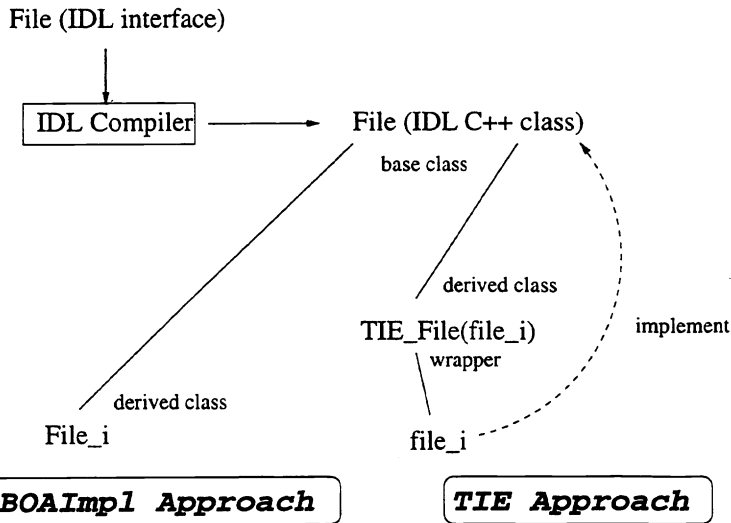 File (IDL interface)
IDL Compiler
File (IDL C++ class)
base class
derived class
TIE_File(file_i)
wrapper
implement
derived class
File_i
file_i
BOAImpl Approach
TIE Approach